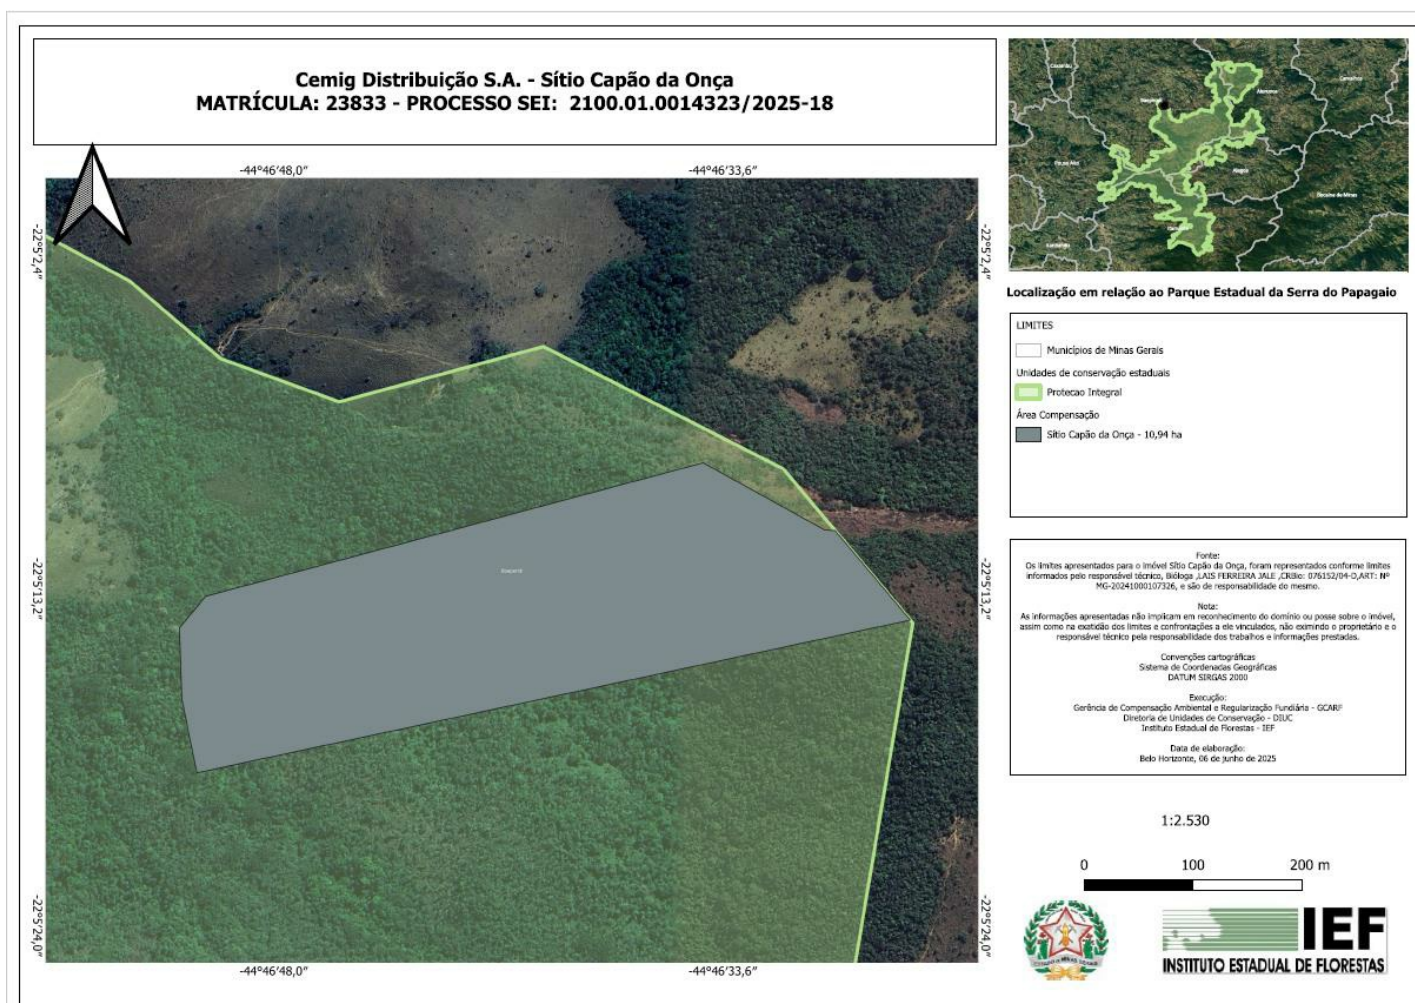 Cemig Distribuição S.A. - Sítio Capão da Onça
MATRÍCULA: 23833 - PROCESSO SEI: 2100.01.0014323/2025-18
-44°46'48,0"
-44°46'33,6"
-22°5'2,4"
-22°5'2,4"
-22°5'13,2"
-22°5'13,2"
-22°5'24,0"
-22°5'24,0"
-44°46'48,0"
-44°46'33,6"
Localização em relação ao Parque Estadual da Serra do Papagaio
LIMITES
Municípios de Minas Gerais
Unidades de conservação estaduais
Protecao Integral
Área Compensação
Sítio Capão da Onça - 10,94 ha
Fonte:
Os limites apresentados para o imóvel Sítio Capão da Onça, foram representados conforme limites
informados pelo responsável técnico, Bióloga ,LAIS FERREIRA JALE ,CRBio: 076152/04-D,ART: Nº
MG-20241000107326, e são de responsabilidade do mesmo.
Nota:
As informações apresentadas não implicam em reconhecimento do domínio ou posse sobre o imóvel,
assim como na exatidão dos limites e confrontações a ele vinculados, não eximindo o proprietário e o
responsável técnico pela responsabilidade dos trabalhos e informações prestadas.
Convenções cartográficas
Sistema de Coordenadas Geográficas
DATUM SIRGAS 2000
Execução:
Gerência de Compensação Ambiental e Regularização Fundiária - GCARF
Diretoria de Unidades de Conservação - DIUC
Instituto Estadual de Florestas - IEF
Data de elaboração:
Belo Horizonte, 06 de junho de 2025
1:2.530
0 100 200 m
IEF
INSTITUTO ESTADUAL DE FLORESTAS